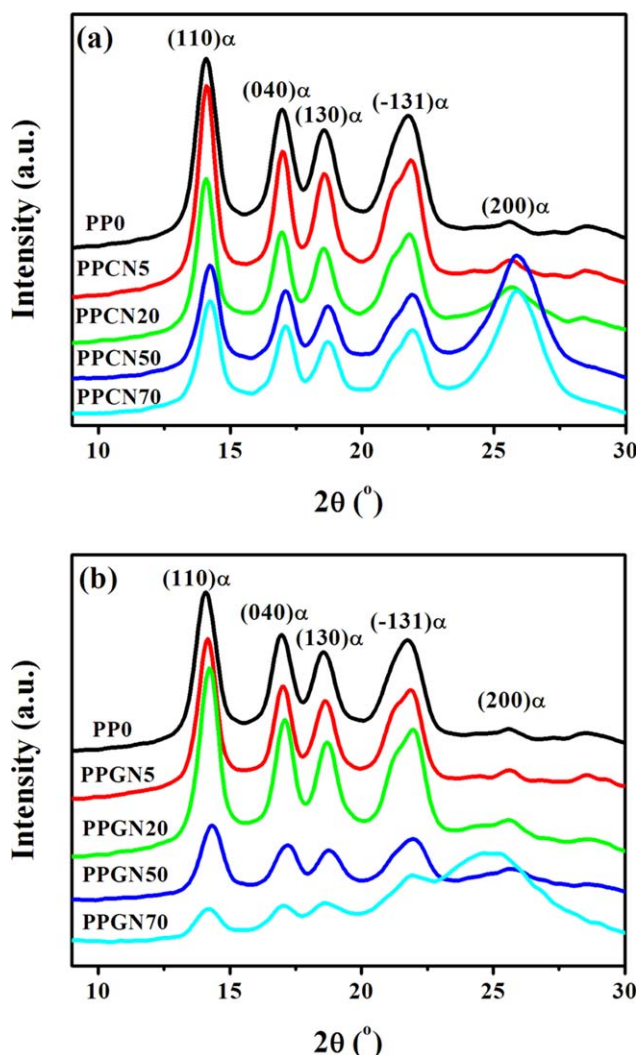 (a)
(110)α
(040)α
(130)α
(-131)α
(200)α
PP0
PPCN5
PPCN20
PPCN50
PPCN70
Intensity (a.u.)
10 15 20 25 30
2θ (°)
(b)
(110)α
(040)α
(130)α
(-131)α
(200)α
PP0
PPGN5
PPGN20
PPGN50
PPGN70
Intensity (a.u.)
10 15 20 25 30
2θ (°)